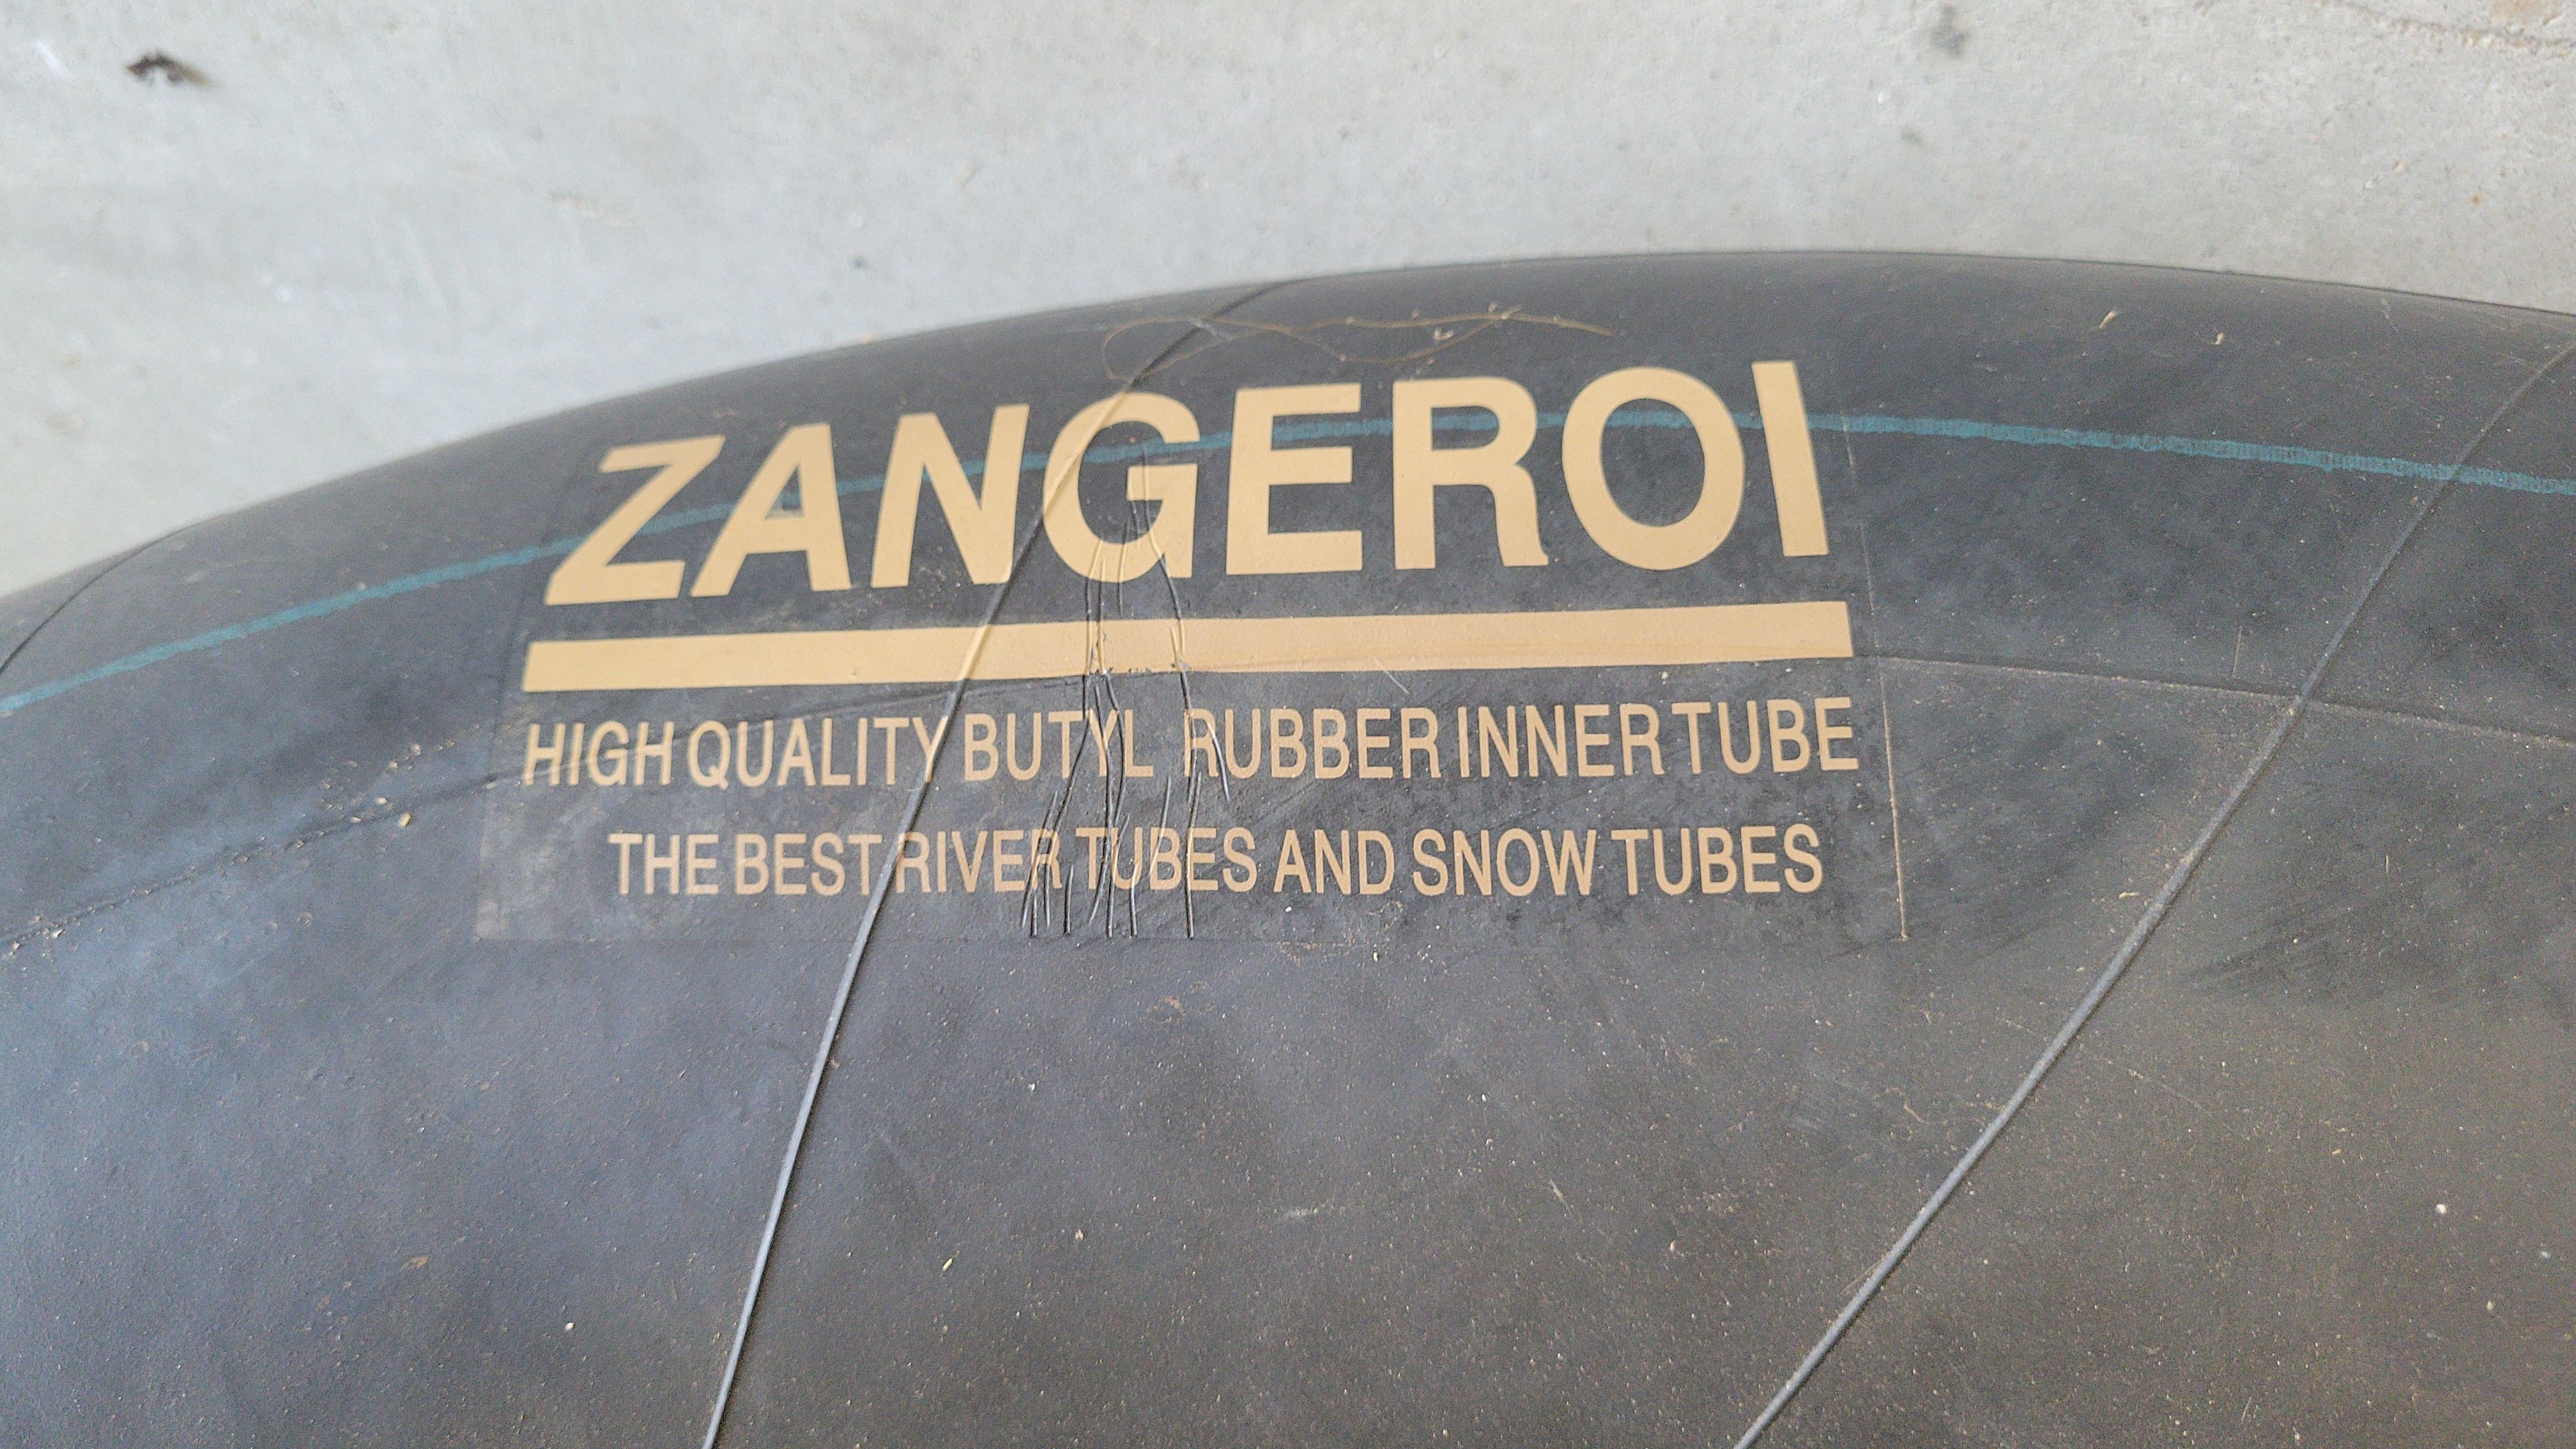 ZANGEROI
HIGH QUALITY BUTYL RUBBER INNER TUBE
THE BEST RIVER TUBES AND SNOW TUBES